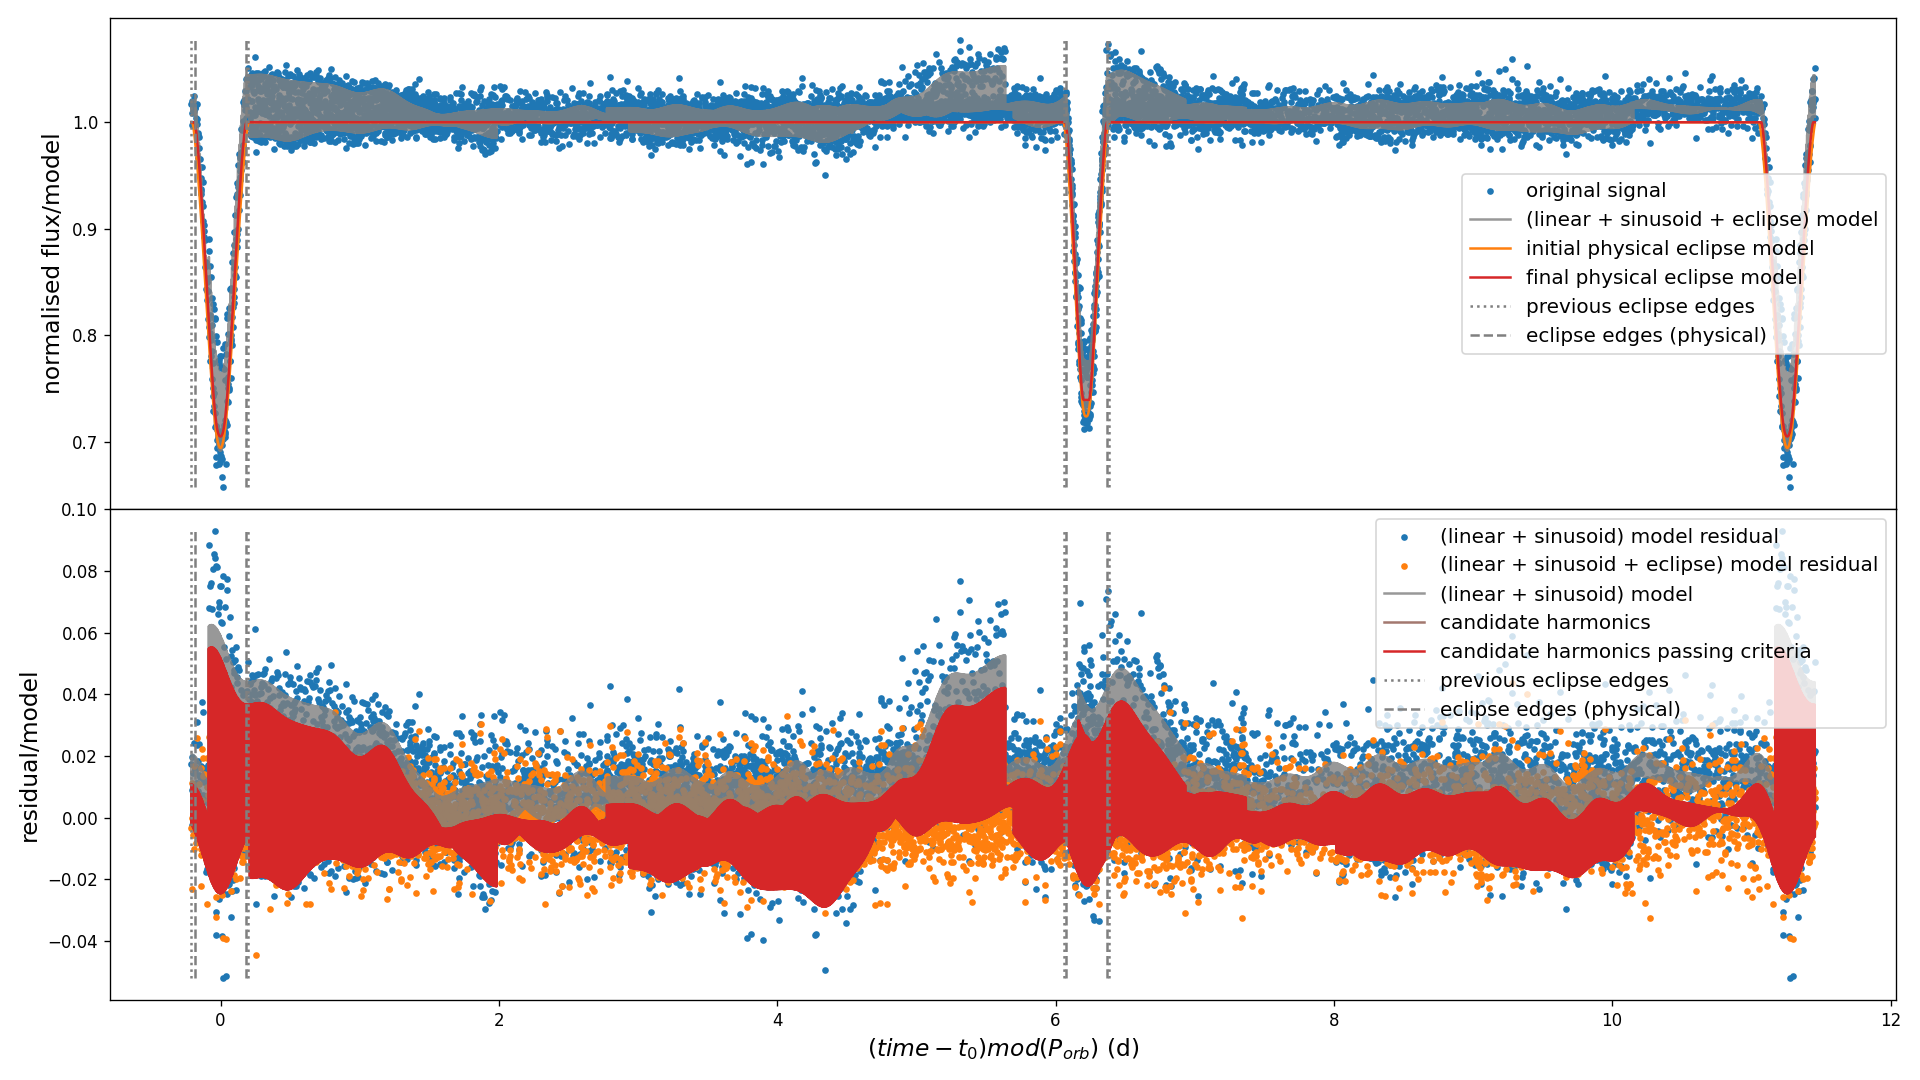 normalised flux/model
1.0
0.9
0.8
0.7
original signal
(linear + sinusoid + eclipse) model
initial physical eclipse model
final physical eclipse model
previous eclipse edges
eclipse edges (physical)
residual/model
0.10
0.08
0.06
0.04
0.02
0.00
−0.02
−0.04
(linear + sinusoid) model residual
(linear + sinusoid + eclipse) model residual
(linear + sinusoid) model
candidate harmonics
candidate harmonics passing criteria
previous eclipse edges
eclipse edges (physical)
0 2 4 6 8 10 12
(time − t₀)mod(Pₒᵣb) (d)